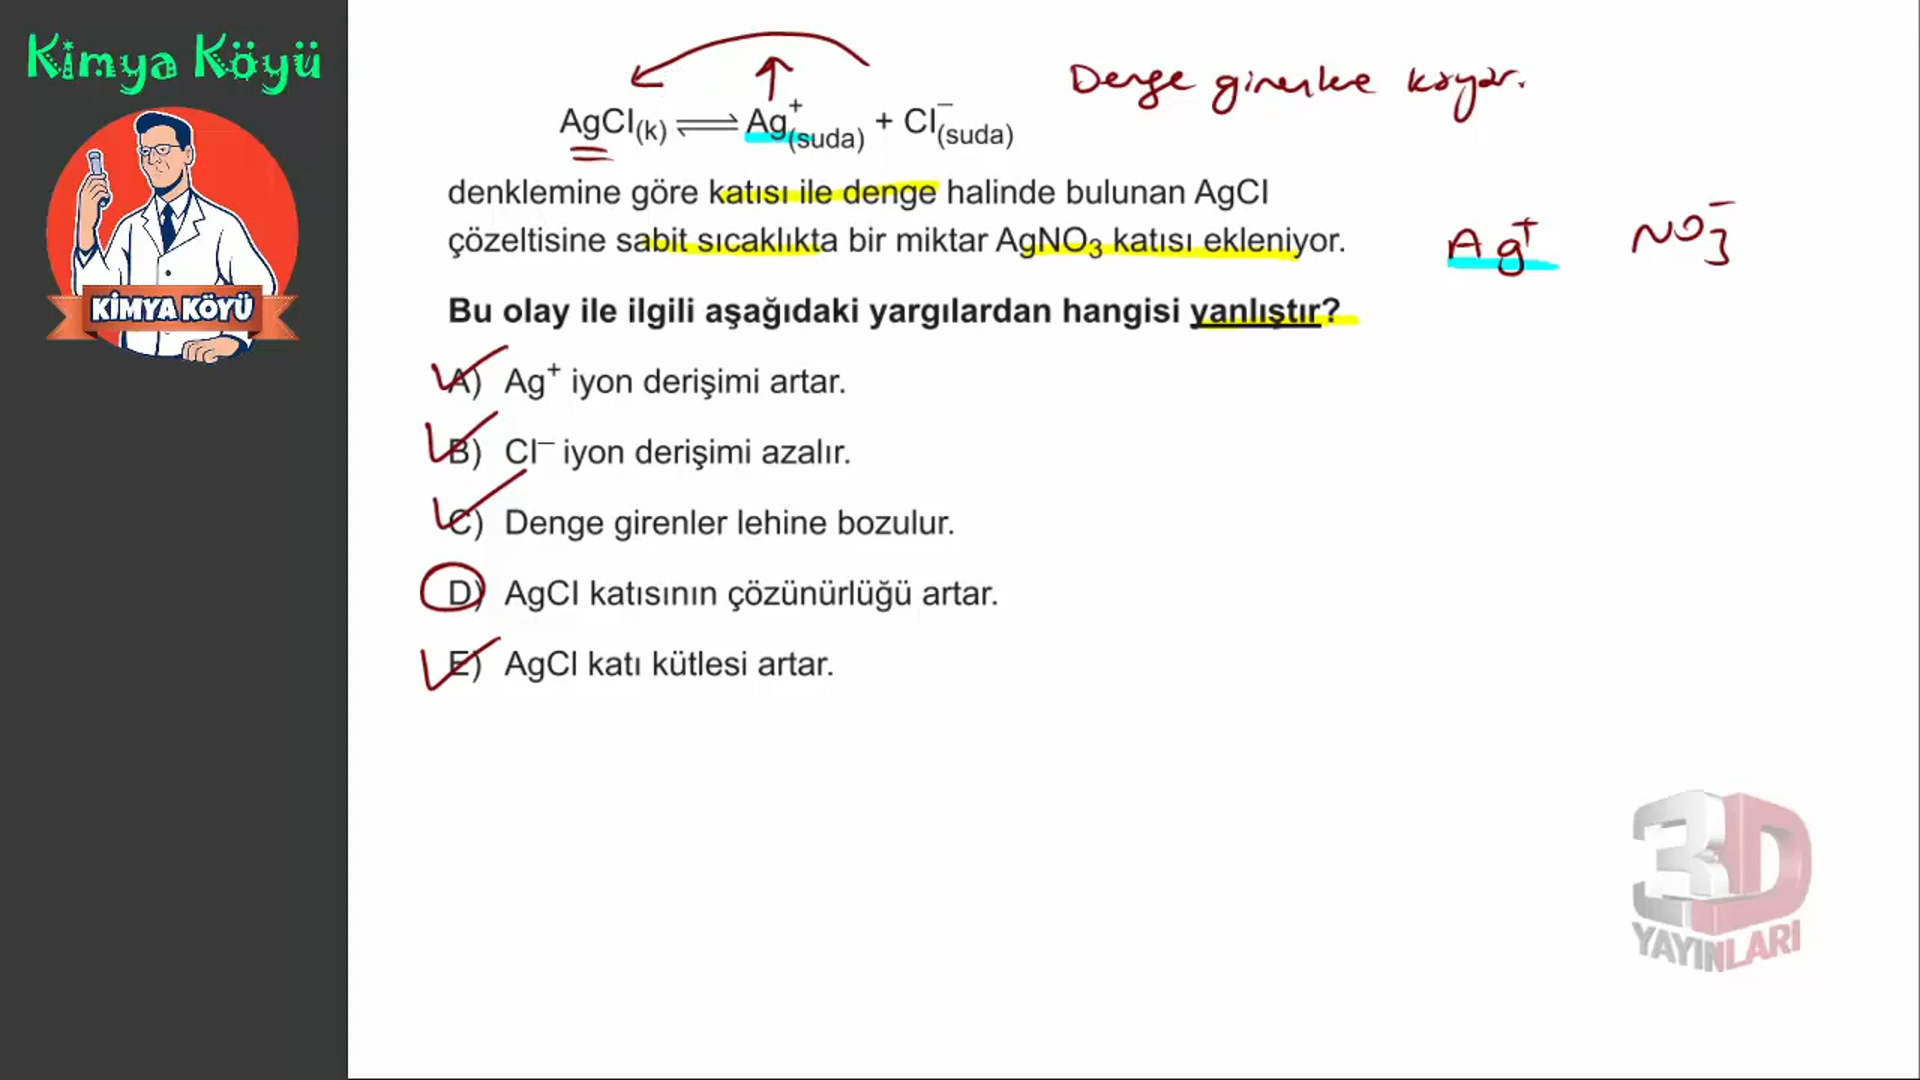 Kimya Köyü
KİMYA KÖYÜ
Denge girenlere kayar.
AgCl(k) ⇌ Ag+(suda) + Cl–(suda)
denklemine göre katısı ile denge halinde bulunan AgCl
çözeltisine sabit sıcaklıkta bir miktar AgNO3 katısı ekleniyor.
Ag+ NO3–
Bu olay ile ilgili aşağıdaki yargılardan hangisi yanlıştır?
A) Ag+ iyon derişimi artar.
B) Cl– iyon derişimi azalır.
C) Denge girenler lehine bozulur.
D) AgCl katısının çözünürlüğü artar.
E) AgCl katı kütlesi artar.
3D
YAYINLARI